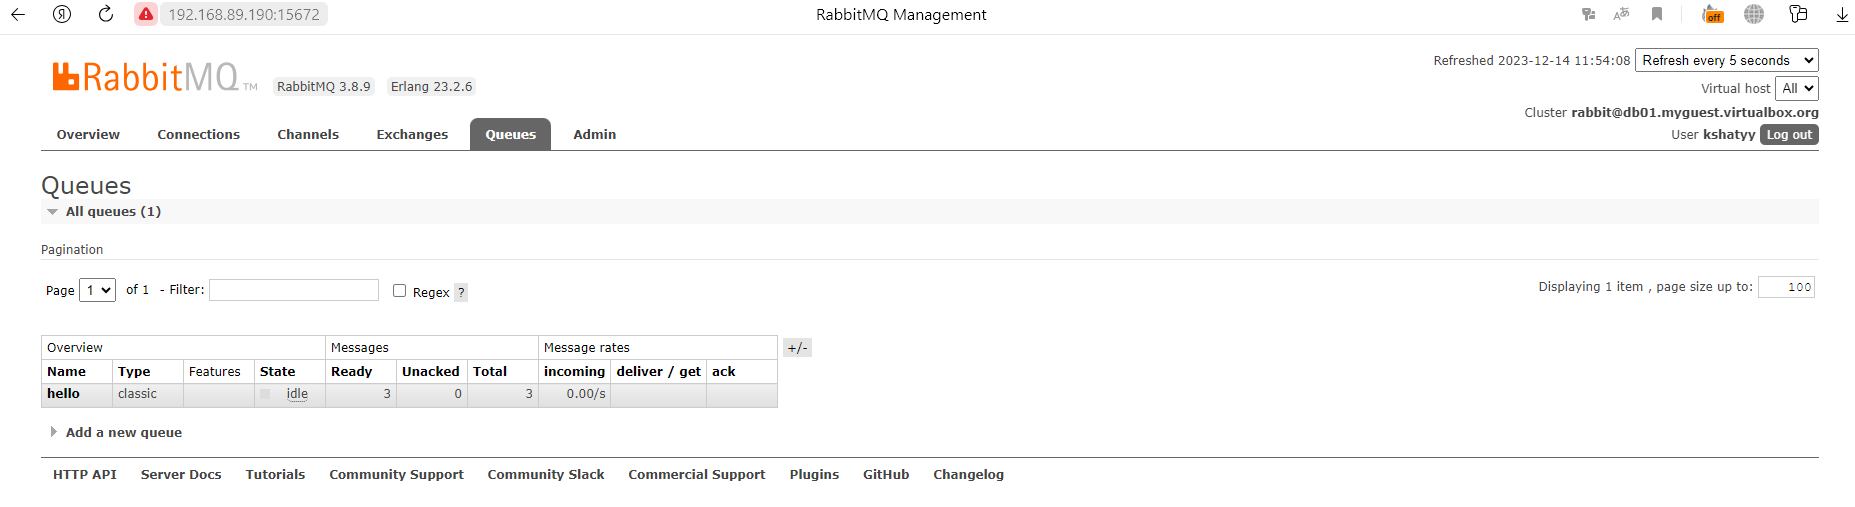 192.168.89.190:15672
RabbitMQ Management
off
RabbitMQ TM
RabbitMQ 3.8.9
Erlang 23.2.6
Refreshed 2023-12-14 11:54:08 Refresh every 5 seconds
Virtual host All
Cluster rabbit@db01.myguest.virtualbox.org
User kshatyy Log out
Overview Connections Channels Exchanges Queues Admin
Queues
All queues (1)
Pagination
Page 1 of 1 - Filter: Regex ?
Displaying 1 item , page size up to: 100
Overview Messages Message rates +/-
Name Type Features State Ready Unacked Total incoming deliver / get ack
hello classic idle 3 0 3 0.00/s
Add a new queue
HTTP API Server Docs Tutorials Community Support Community Slack Commercial Support Plugins GitHub Changelog